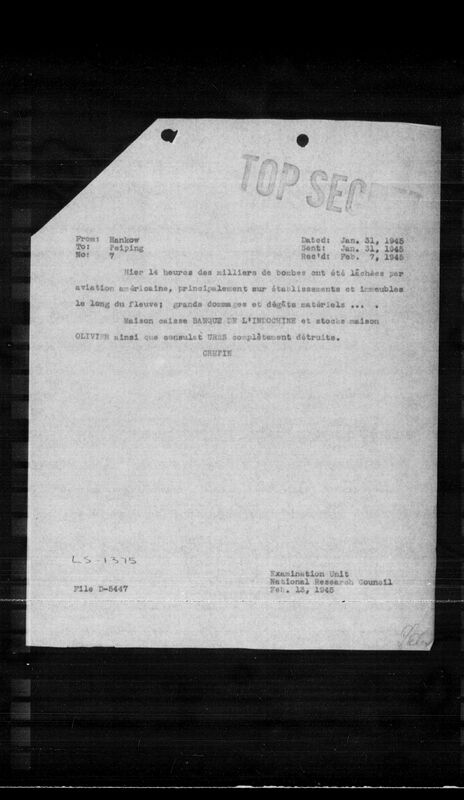 TOP SECRET
From: Hankow Dated: Jan. 31, 1945
To: Peiping Sent: Jan. 31, 1945
No: 7 Rec'd: Feb. 7, 1945
Hier 14 heures des milliers de bombes ont été lâchées par
aviation américaine, principalement sur établissements et immeubles
le long du fleuve; grands dommages et dégâts matériels ... .
Maison caisse BANQUE DE L'INDOCHINE et stocks maison
OLIVIER ainsi que consulat URSS complètement détruits.
CREPIN
LS-1375
Examination Unit
National Research Council
File D-5447 Feb. 13, 1945